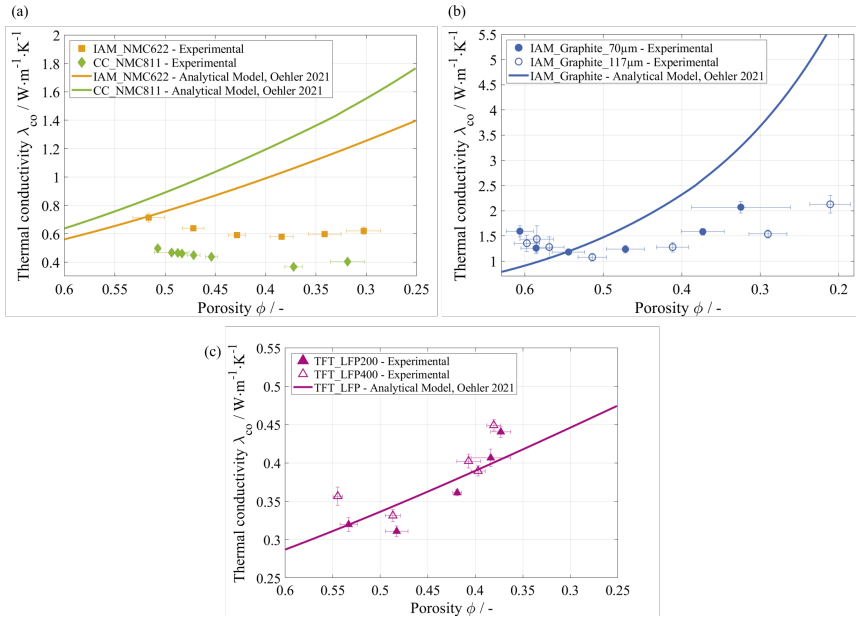 (a)
IAM_NMC622 - Experimental
CC_NMC811 - Experimental
IAM_NMC622 - Analytical Model, Oehler 2021
CC_NMC811 - Analytical Model, Oehler 2021
Thermal conductivity λco / W·m-1·K-1
2
1.8
1.6
1.4
1.2
1
0.8
0.6
0.4
0.6 0.55 0.5 0.45 0.4 0.35 0.3 0.25
Porosity ϕ / -
(b)
IAM_Graphite_70μm - Experimental
IAM_Graphite_117μm - Experimental
IAM_Graphite - Analytical Model, Oehler 2021
Thermal conductivity λco / W·m-1·K-1
5.5
5
4.5
4
3.5
3
2.5
2
1.5
1
0.6 0.5 0.4 0.3 0.2
Porosity ϕ / -
(c)
TFT_LFP200 - Experimental
TFT_LFP400 - Experimental
TFT_LFP - Analytical Model, Oehler 2021
Thermal conductivity λco / W·m-1·K-1
0.55
0.5
0.45
0.4
0.35
0.3
0.25
0.6 0.55 0.5 0.45 0.4 0.35 0.3 0.25
Porosity ϕ / -